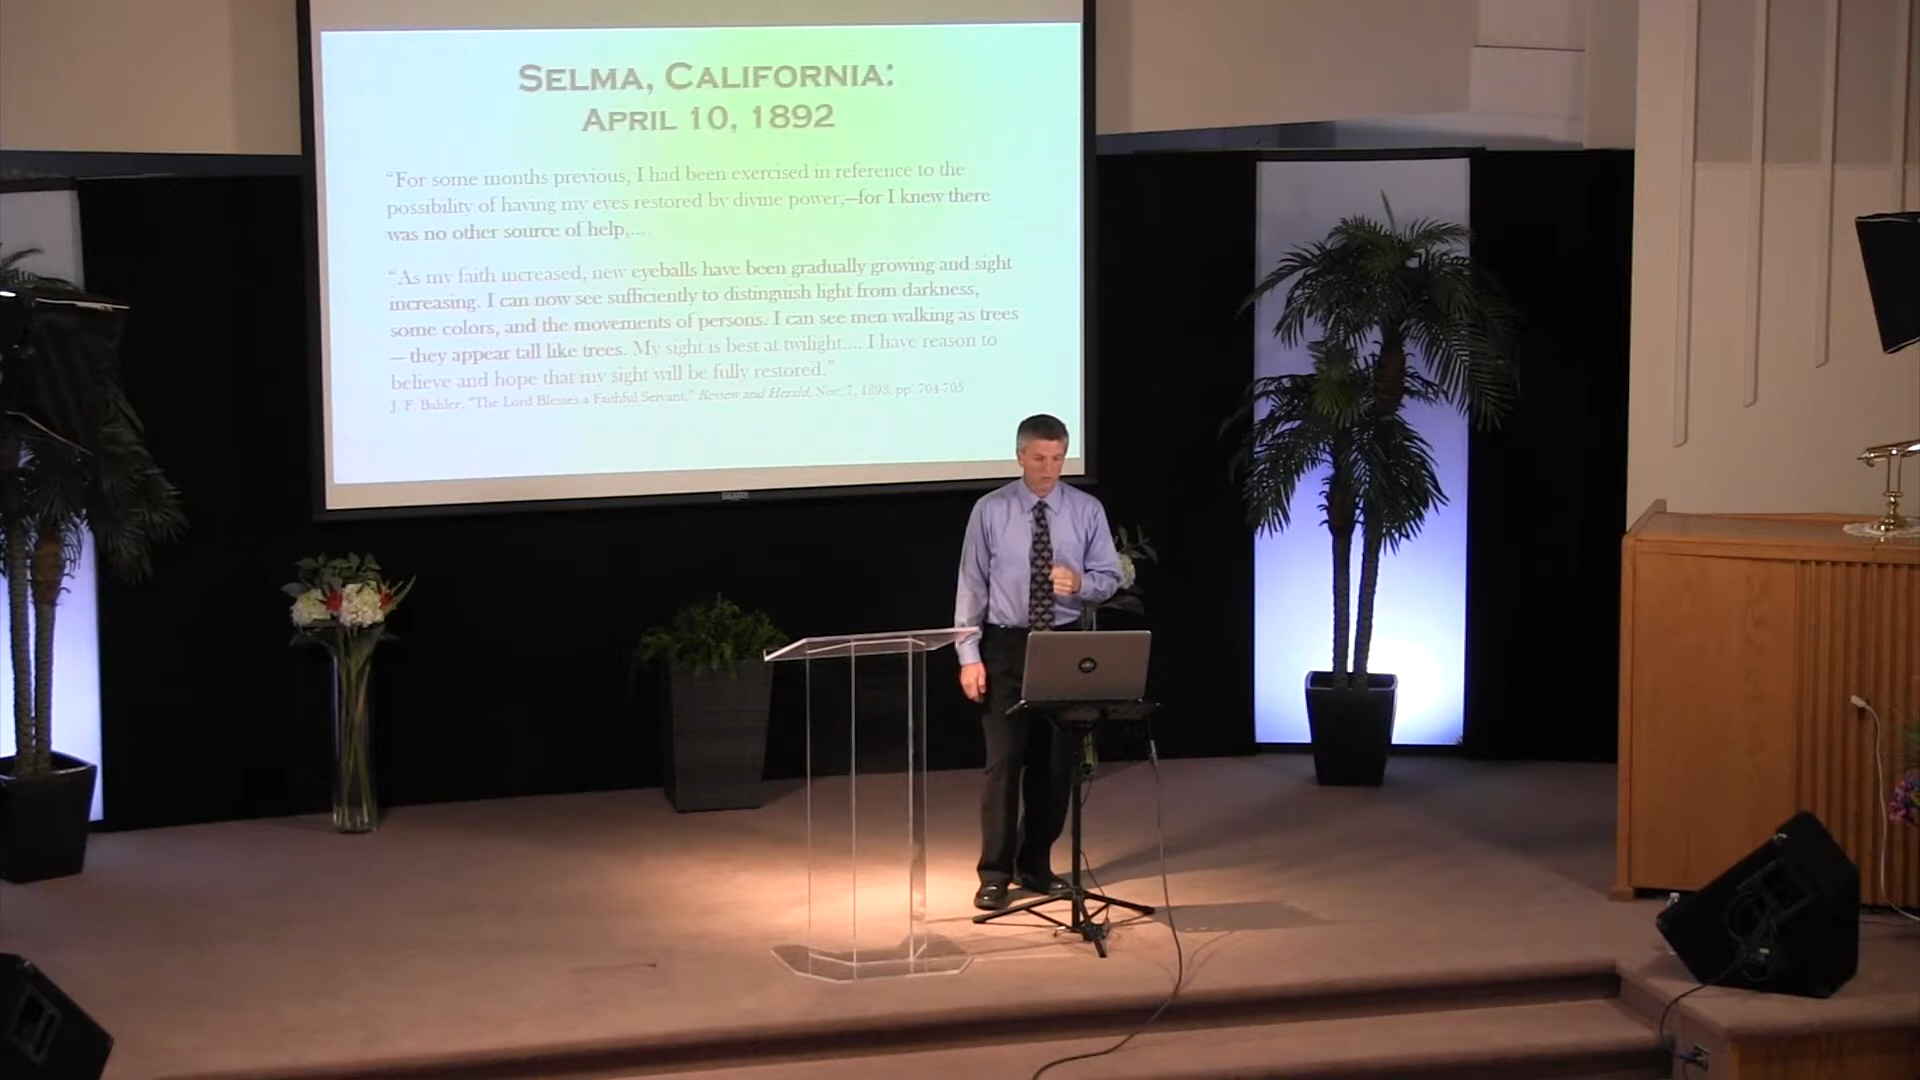 SELMA, CALIFORNIA:
APRIL 10, 1892
“For some months previous, I had been exercised in reference to the
possibility of having my eyes restored by divine power,—for I knew there
was no other source of help,...
“As my faith increased, new eyeballs have been gradually growing and sight
increasing. I can now see sufficiently to distinguish light from darkness,
some colors, and the movements of persons. I can see men walking as trees
— they appear tall like trees. My sight is best at twilight.... I have reason to
believe and hope that my sight will be fully restored.”
J. F. Bahler, “The Lord Blesses a Faithful Servant,” Review and Herald, Nov. 7, 1893, pp. 704-705.